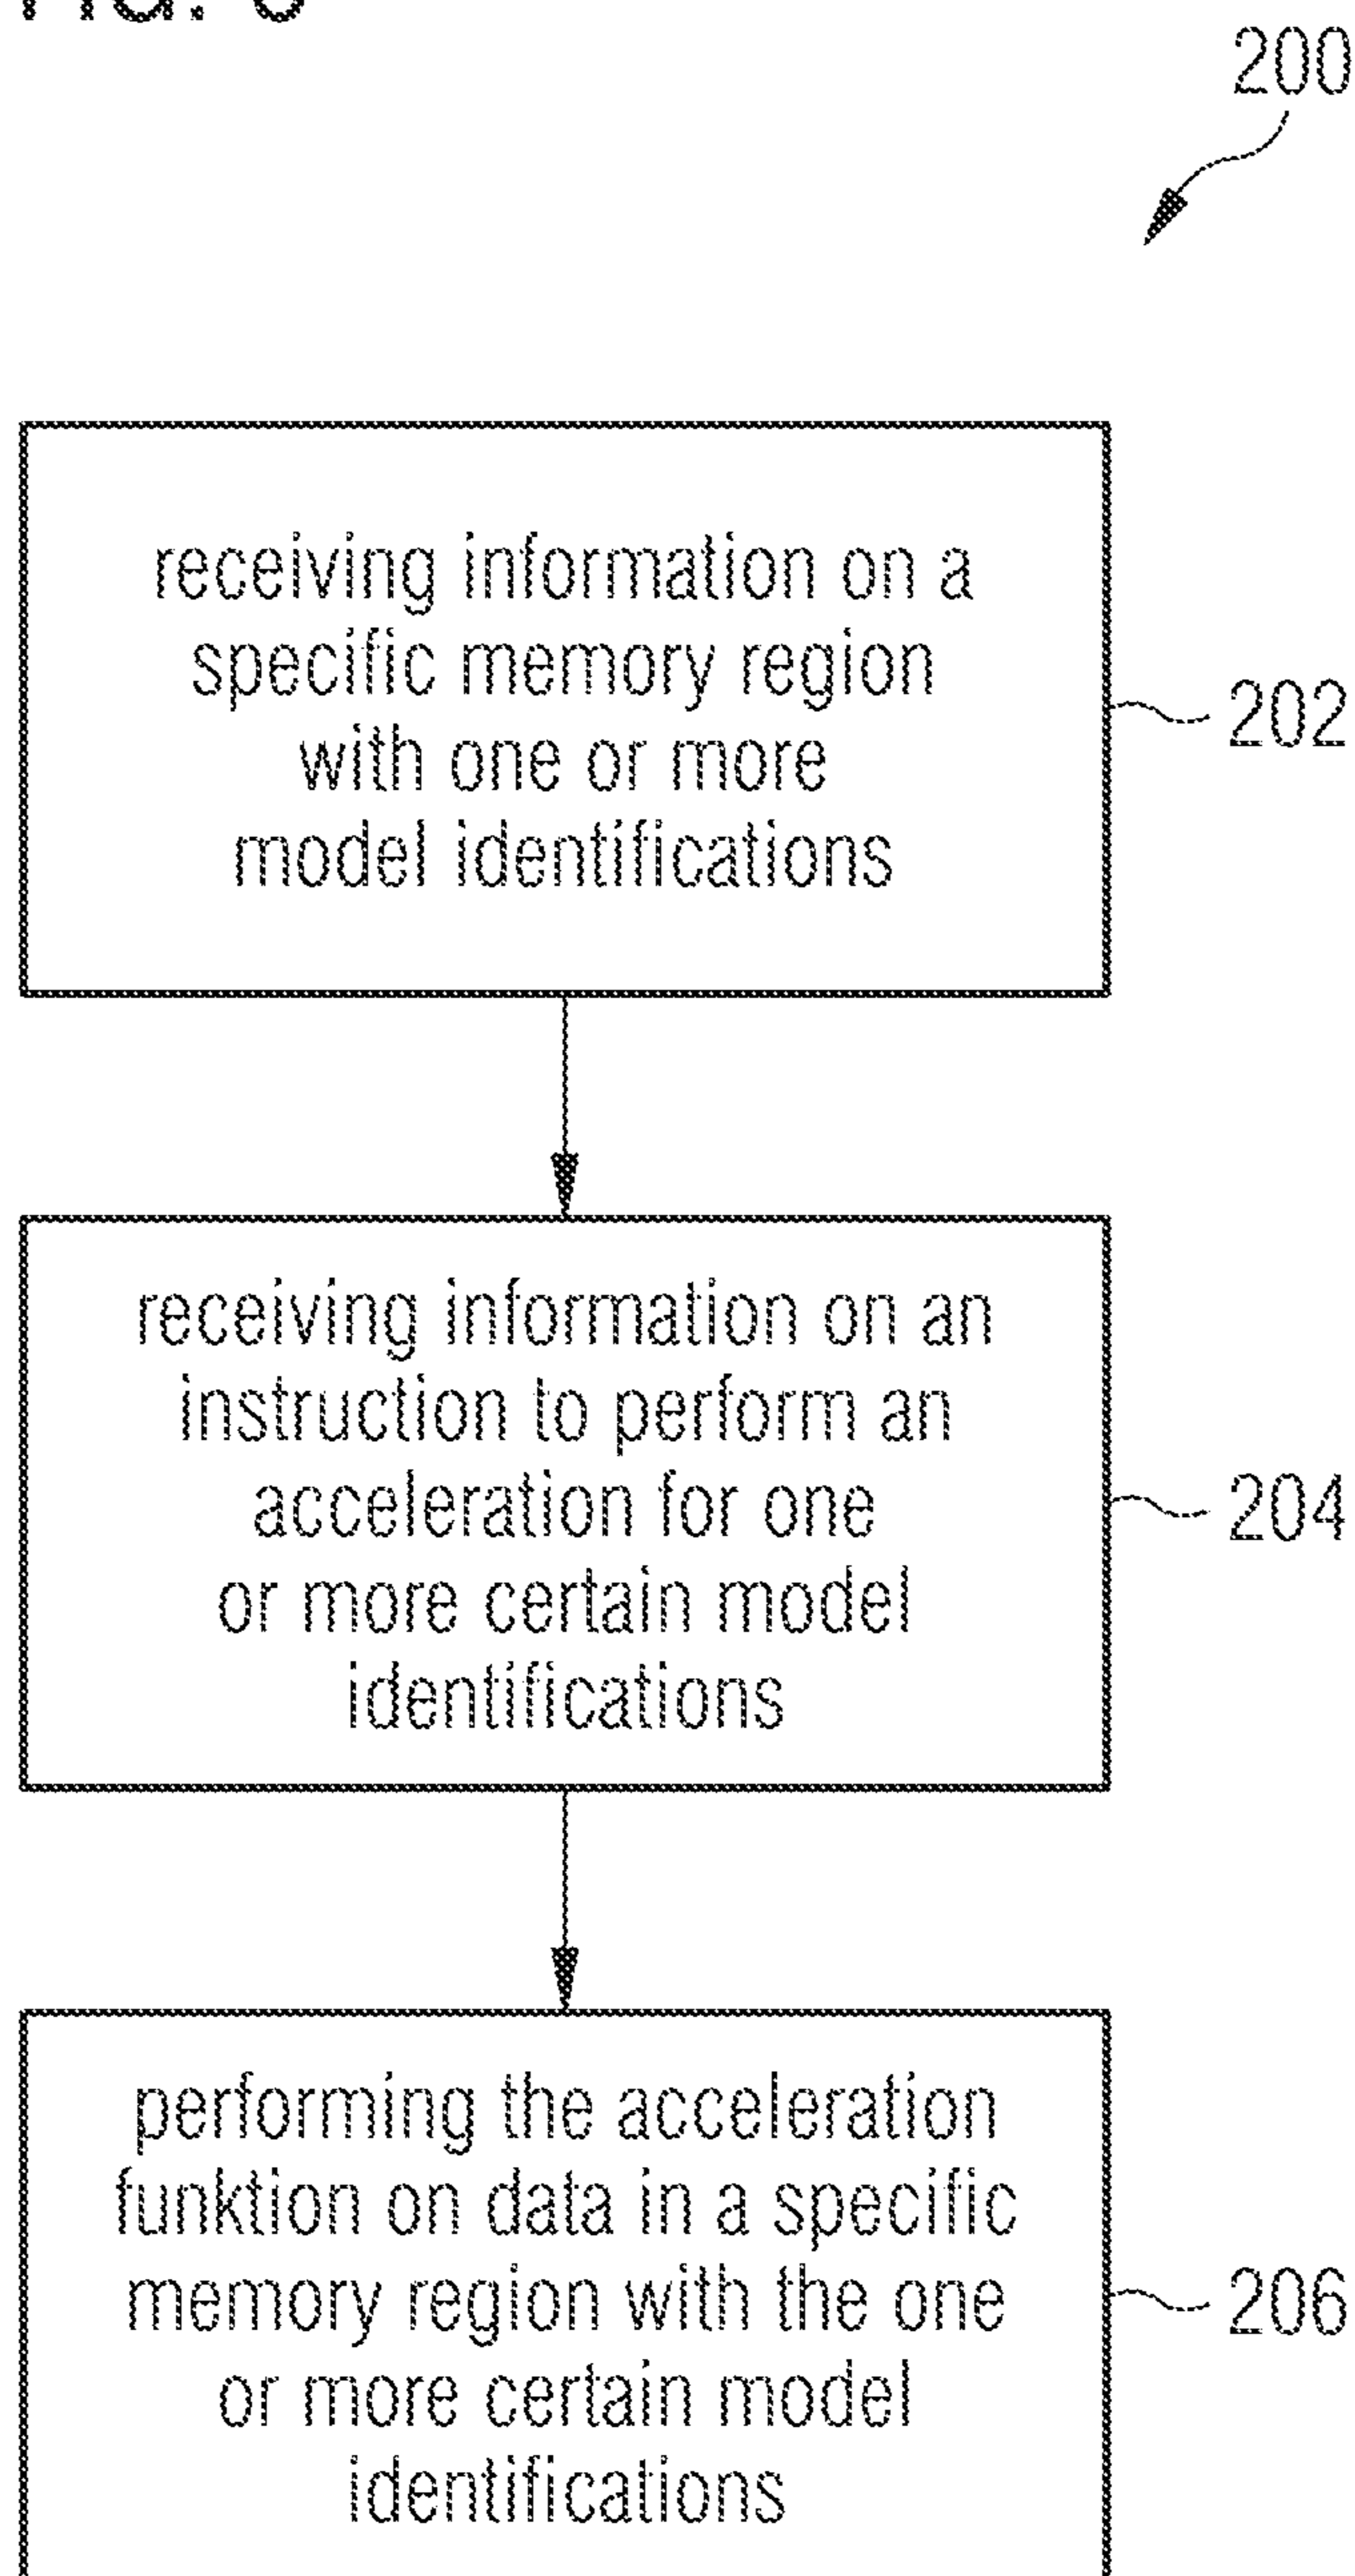 200
receiving information on a
specific memory region
with one or more
model identifications
202
receiving information on an
instruction to perform an
acceleration for one
or more certain model
identifications
204
performing the acceleration
funktion on data in a specific
memory region with the one
or more certain model
identifications
206